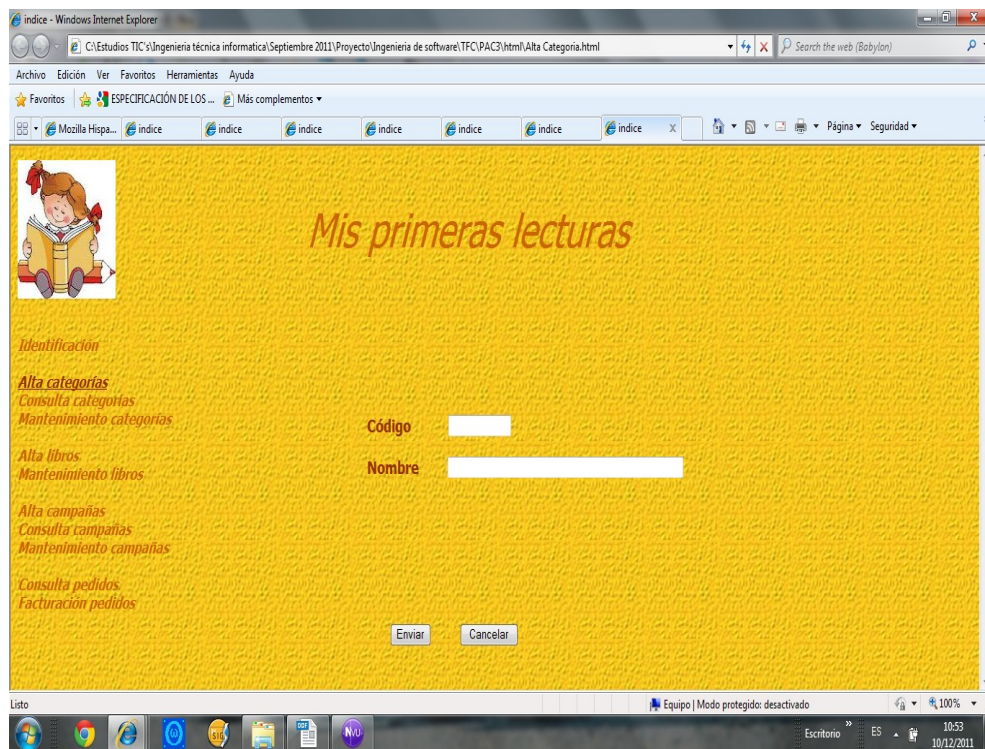 indice - Windows Internet Explorer
C:\Estudios TIC's\Ingenieria técnica informatica\Septiembre 2011\Proyecto\Ingenieria de software\TFC\PAC3\html\Alta Categoria.html
Search the web (Babylon)
Archivo Edición Ver Favoritos Herramientas Ayuda
Favoritos ESPECIFICACIÓN DE LOS ... Más complementos
Mozilla Hispa... indice indice indice indice indice indice indice X Página Seguridad
Mis primeras lecturas
Identificación
Alta categorías
Consulta categorías
Mantenimiento categorías
Alta libros
Mantenimiento libros
Alta campañas
Consulta campañas
Mantenimiento campañas
Consulta pedidos
Facturación pedidos
Código
Nombre
Enviar Cancelar
Listo Equipo | Modo protegido: desactivado 100%
SIG ODF NVU Escritorio » ES 10:53
10/12/2011